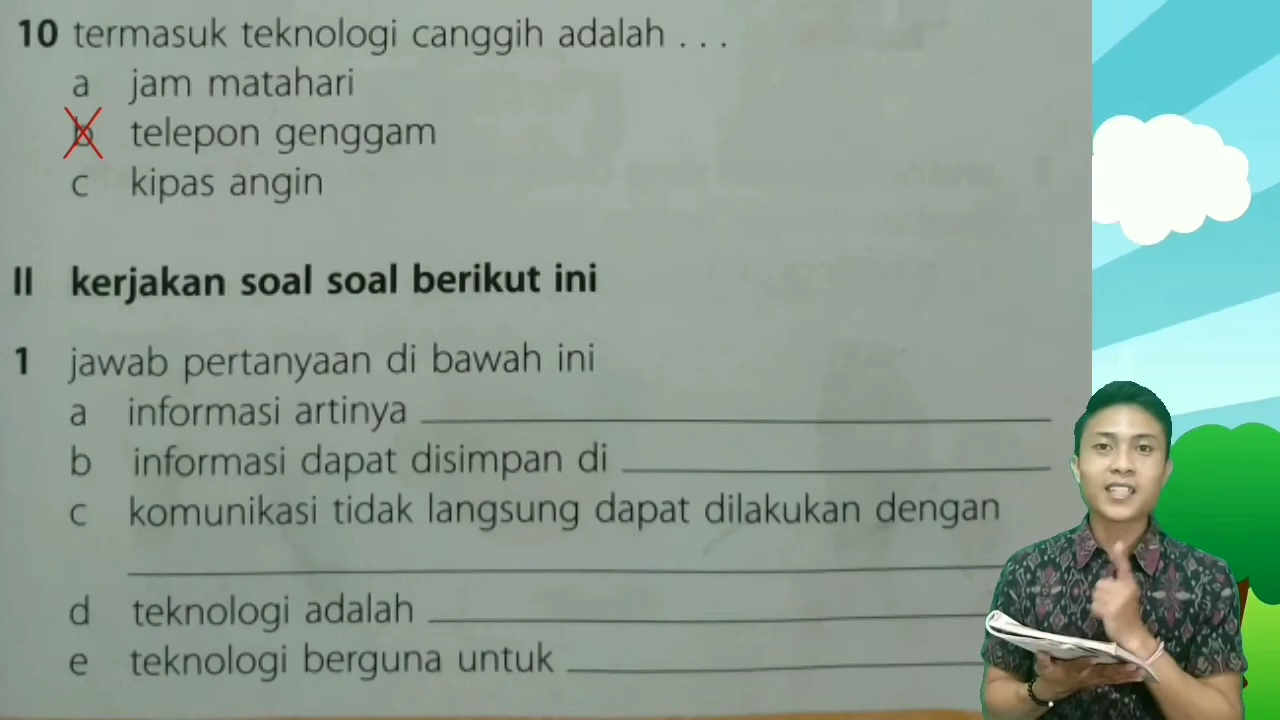 10 termasuk teknologi canggih adalah . . .
a jam matahari
b telepon genggam
c kipas angin
II kerjakan soal soal berikut ini
1 jawab pertanyaan di bawah ini
a informasi artinya
b informasi dapat disimpan di
c komunikasi tidak langsung dapat dilakukan dengan
d teknologi adalah
e teknologi berguna untuk